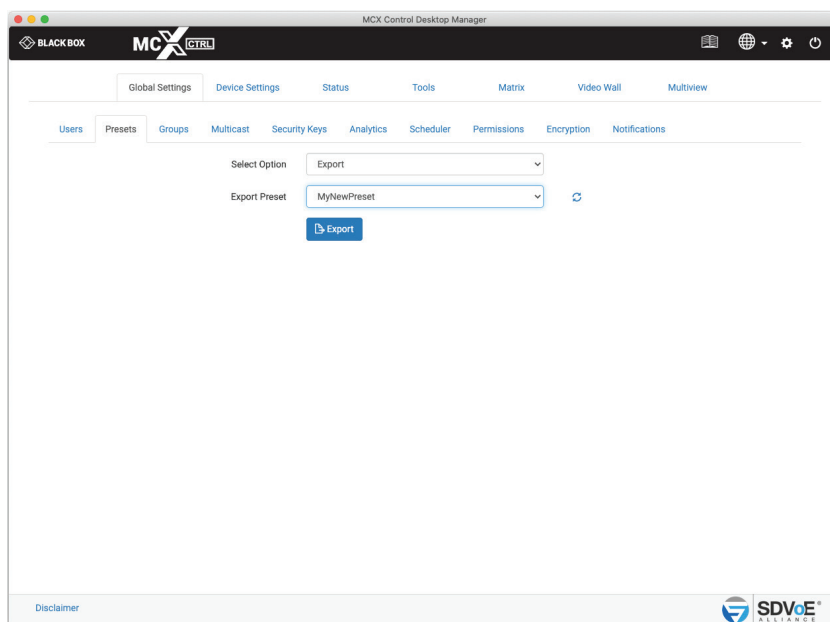 MCX Control Desktop Manager
BLACK BOX MCX CTRL
Global Settings Device Settings Status Tools Matrix Video Wall Multiview
Users Presets Groups Multicast Security Keys Analytics Scheduler Permissions Encryption Notifications
Select Option Export
Export Preset MyNewPreset
Export
Disclaimer
SDVoE
ALLIANCE